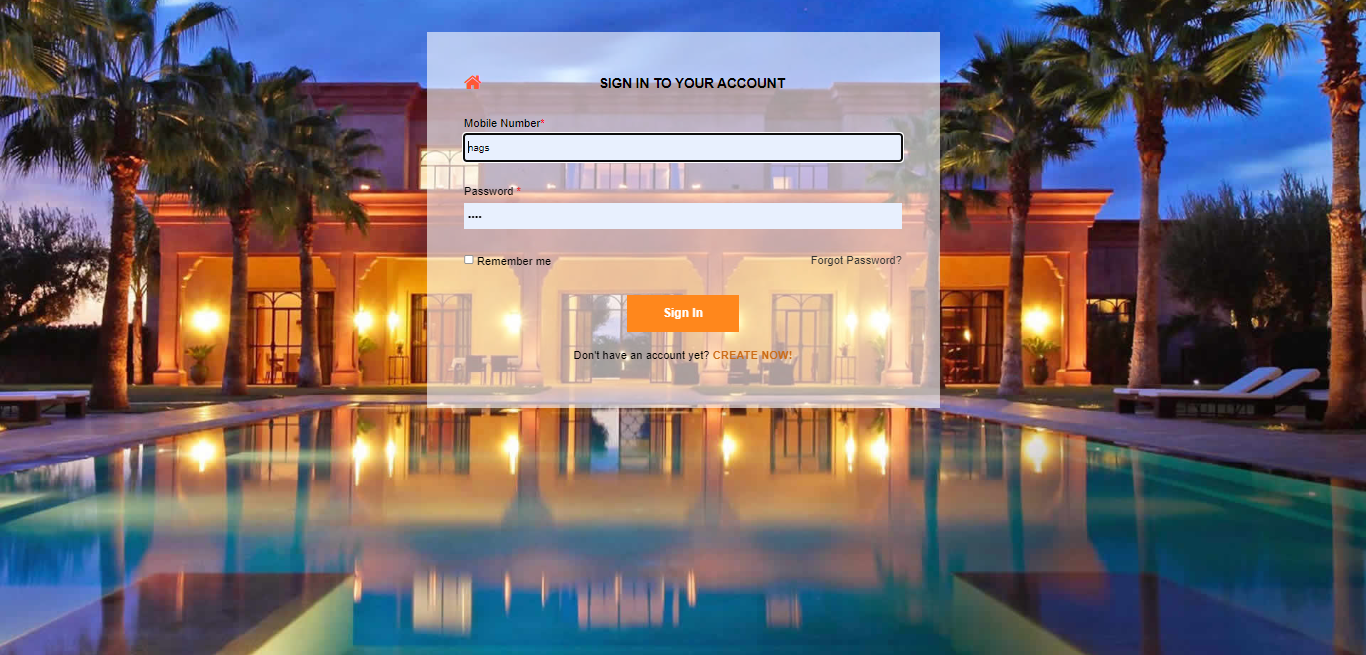 SIGN IN TO YOUR ACCOUNT
Mobile Number*
nags
Password *
••••
Remember me
Forgot Password?
Sign In
Don't have an account yet? CREATE NOW!